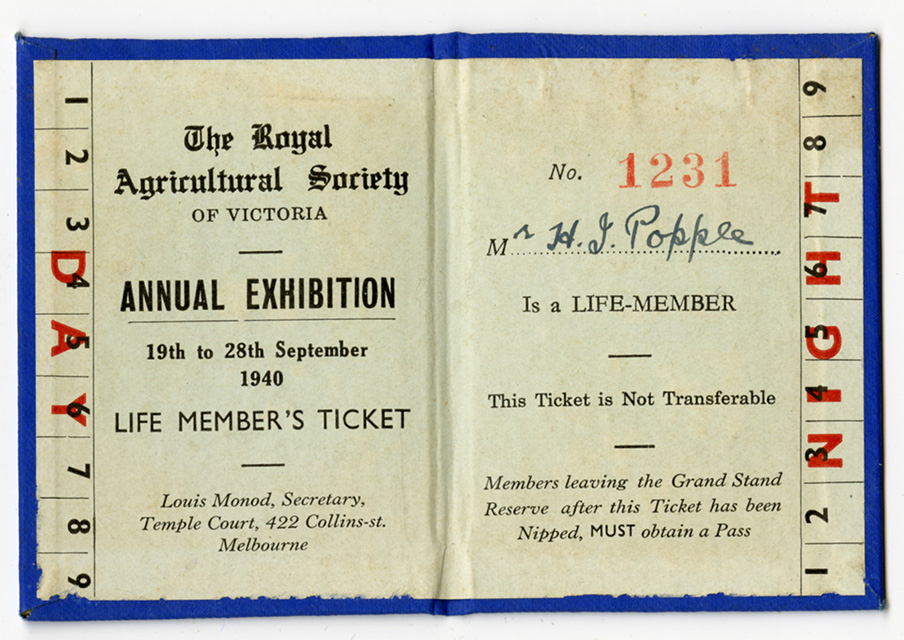 The Royal
Agricultural Society
OF VICTORIA
ANNUAL EXHIBITION
19th to 28th September
1940
LIFE MEMBER'S TICKET
Louis Monod, Secretary,
Temple Court, 422 Collins-st.
Melbourne
1 2 3 4 5 6 7 8 9
DAY
No. 1231
Mr H. J. Popple
Is a LIFE-MEMBER
This Ticket is Not Transferable
Members leaving the Grand Stand
Reserve after this Ticket has been
Nipped, MUST obtain a Pass
1 2 3 4 5 6 7 8 9
NIGHT